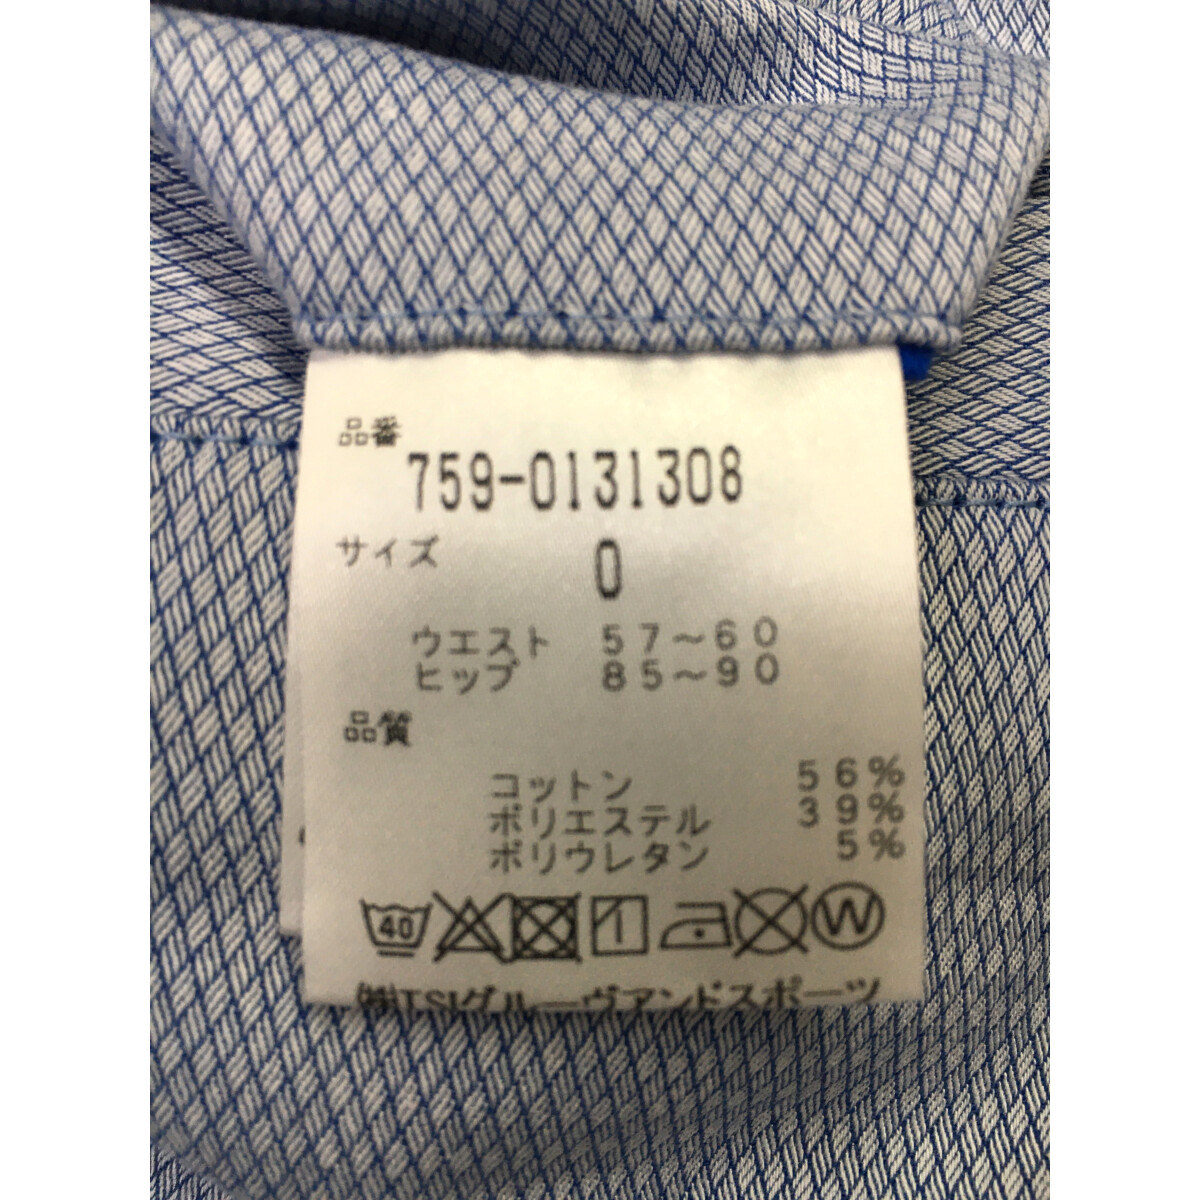 品番
759-0131308
サイズ 0
ウエスト 57～60
ヒップ 85～90
品質
コットン 56%
ポリエステル 39%
ポリウレタン 5%
40 W
㈱TSIグルーヴアンドスポーツ